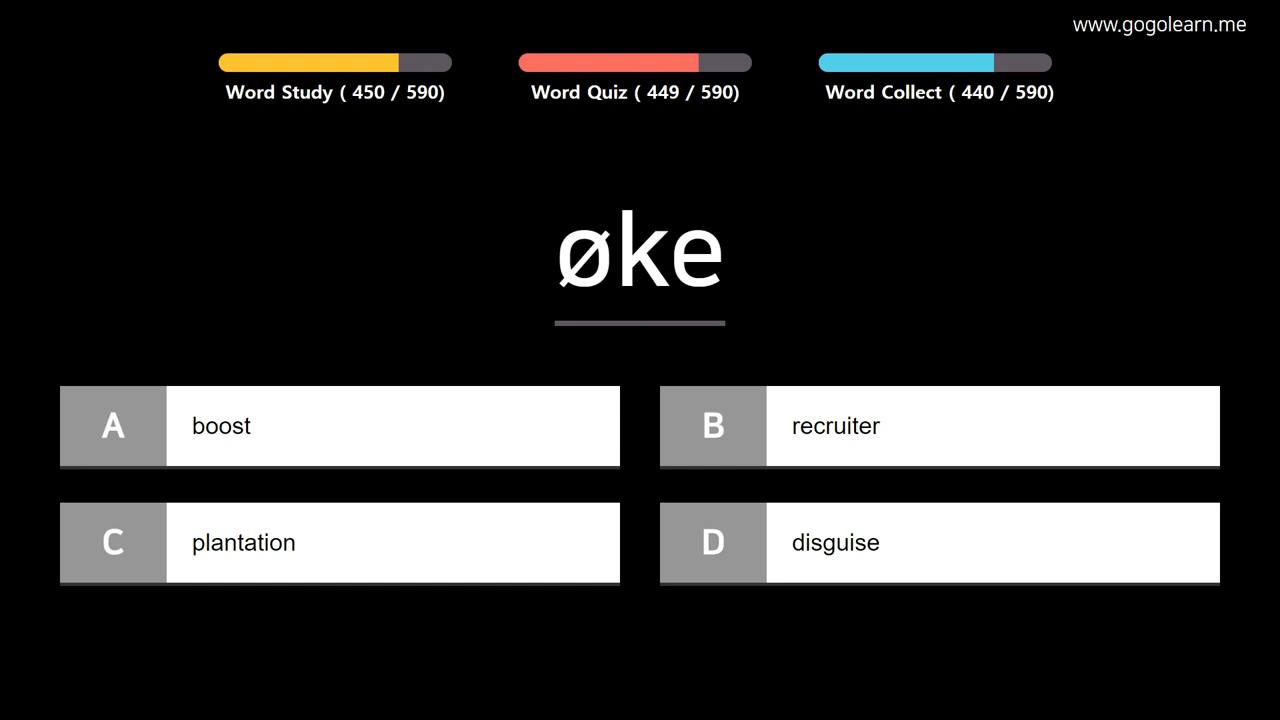 www.gogolearn.me
Word Study ( 450 / 590)
Word Quiz ( 449 / 590)
Word Collect ( 440 / 590)
øke
A boost
B recruiter
C plantation
D disguise